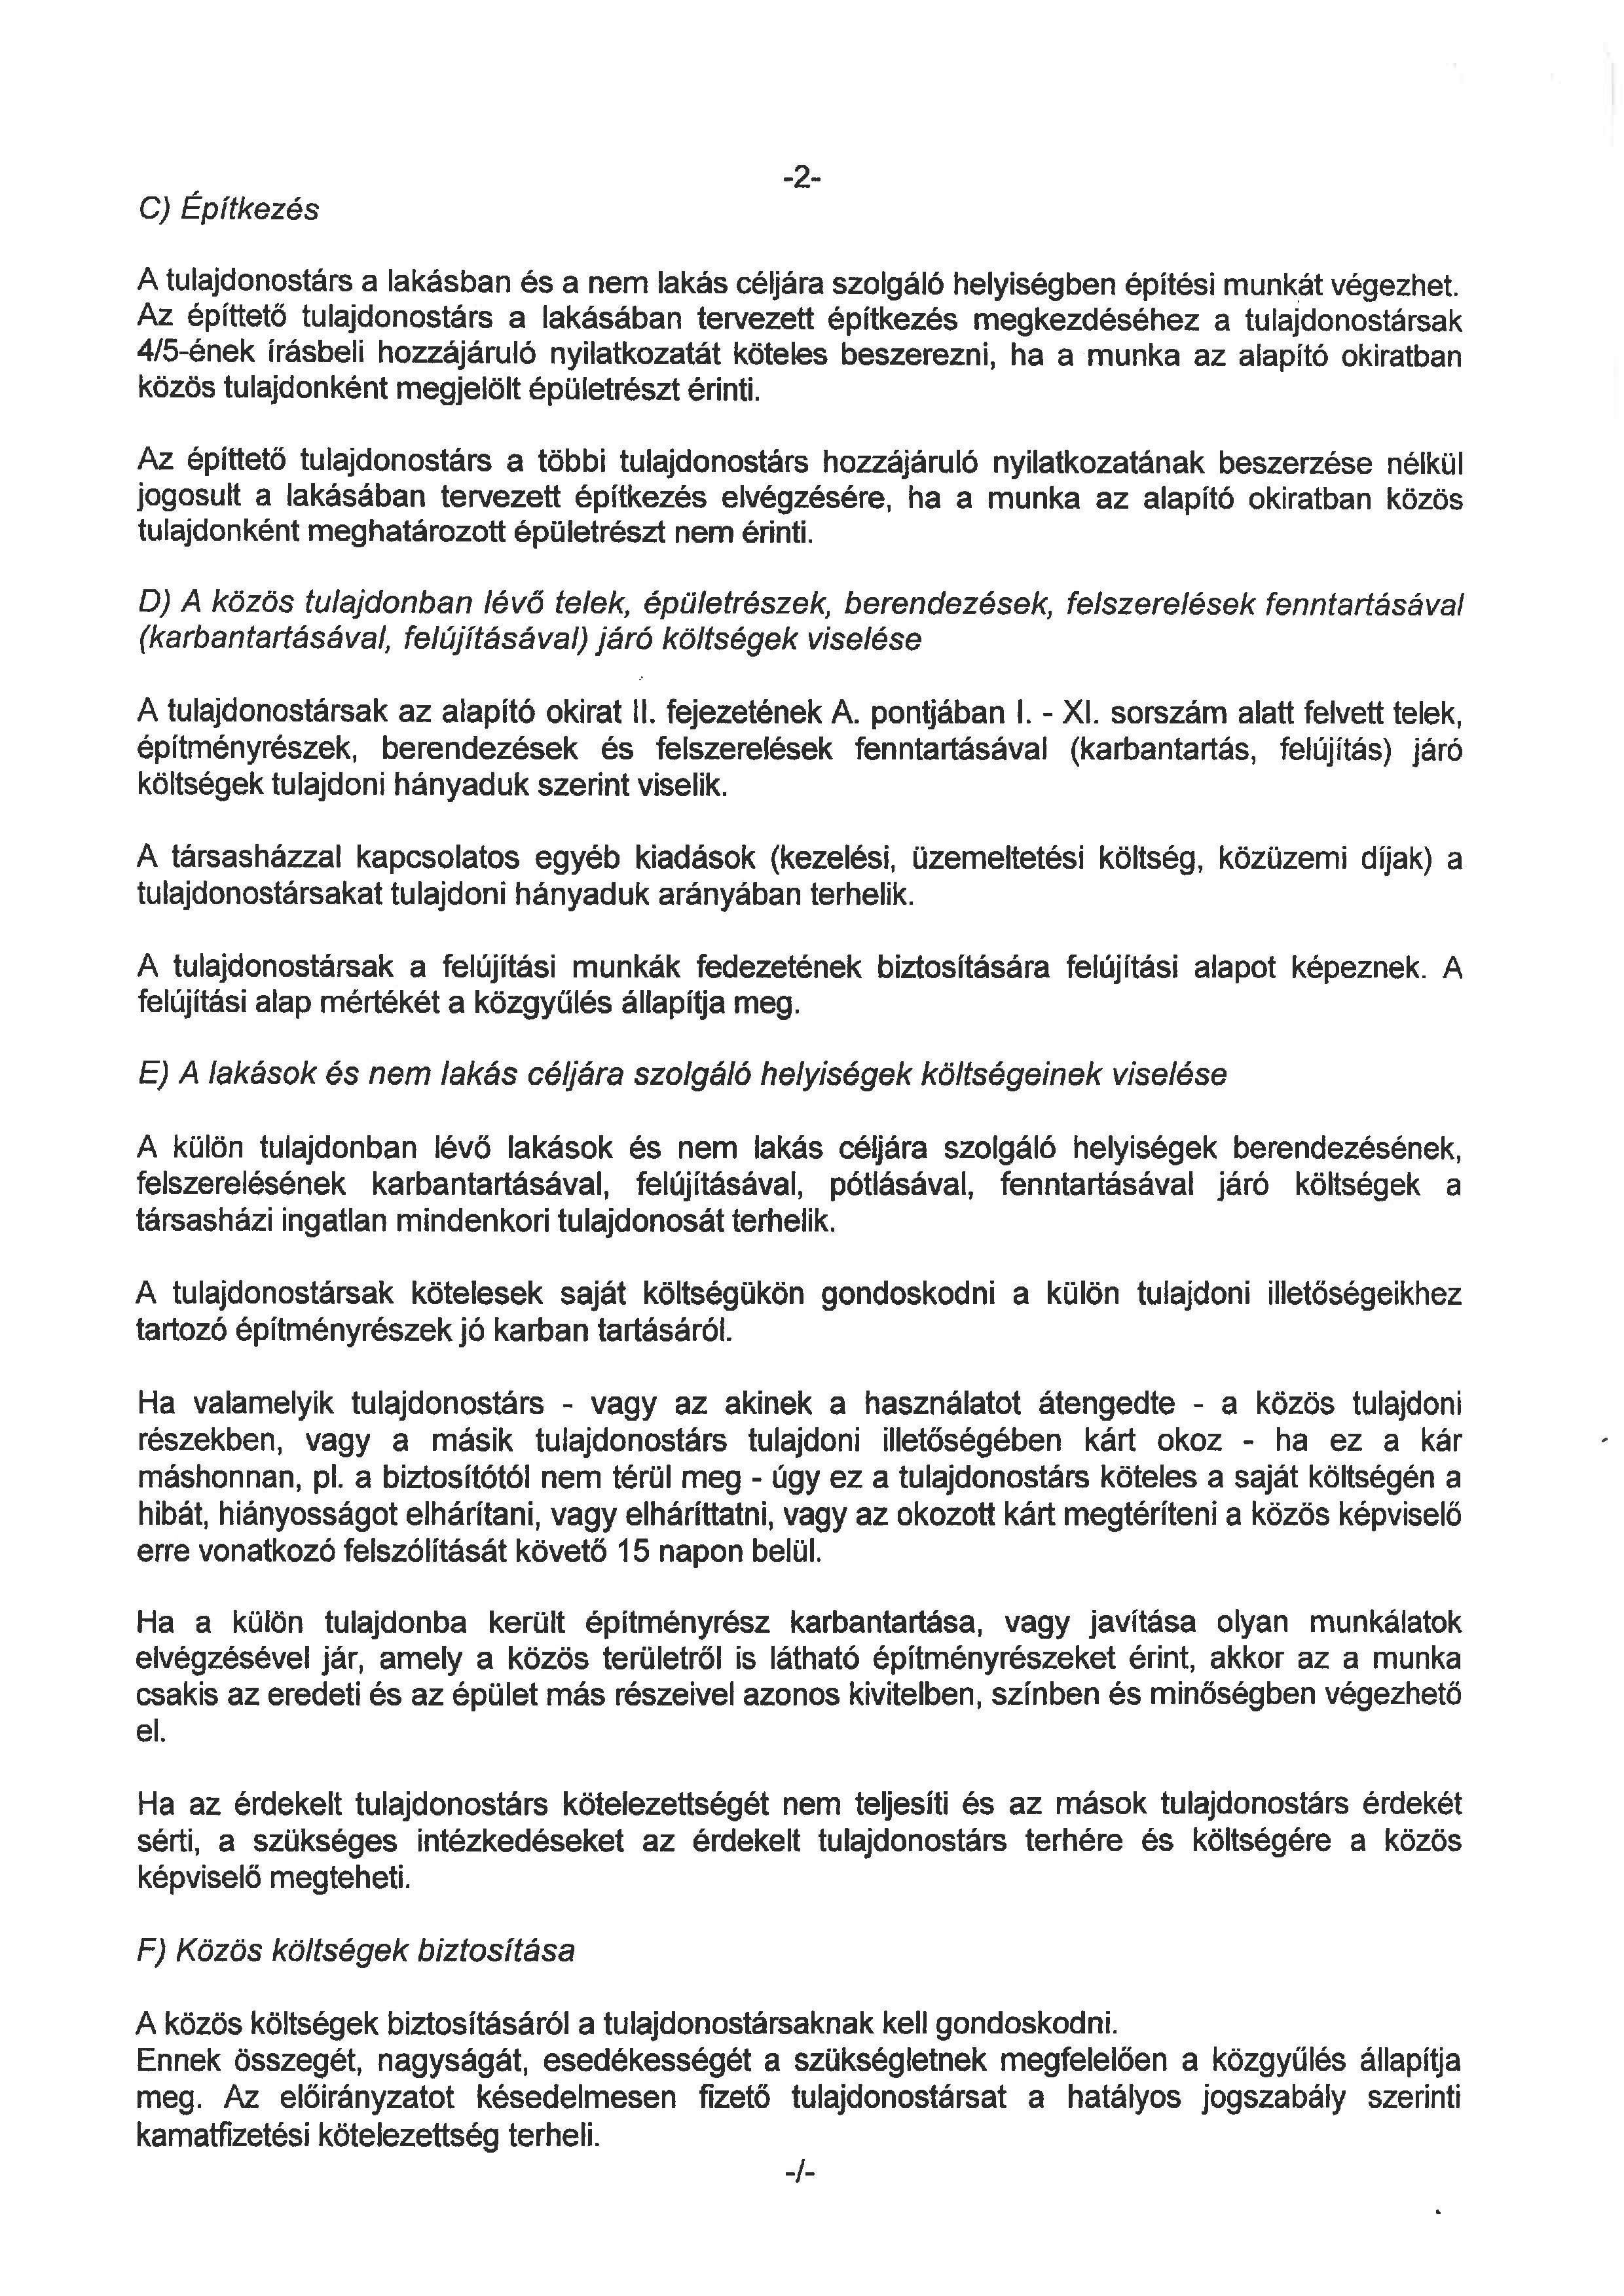 -2-
C) Építkezés
A tulajdonostárs a lakásban és a nem lakás céljára szolgáló helyiségben építési munkát végezhet.
Az építtető tulajdonostárs a lakásában tervezett építkezés megkezdéséhez a tulajdonostársak
4/5-ének írásbeli hozzájáruló nyilatkozatát köteles beszerezni, ha a munka az alapító okiratban
közös tulajdonként megjelölt épületrészt érinti.
Az építtető tulajdonostárs a többi tulajdonostárs hozzájáruló nyilatkozatának beszerzése nélkül
jogosult a lakásában tervezett építkezés elvégzésére, ha a munka az alapító okiratban közös
tulajdonként meghatározott épületrészt nem érinti.
D) A közös tulajdonban lévő telek, épületrészek, berendezések, felszerelések fenntartásával
(karbantartásával, felújításával) járó költségek viselése
A tulajdonostársak az alapító okirat II. fejezetének A. pontjában I. - XI. sorszám alatt felvett telek,
építményrészek, berendezések és felszerelések fenntartásával (karbantartás, felújítás) járó
költségek tulajdoni hányaduk szerint viselik.
A társasházzal kapcsolatos egyéb kiadások (kezelési, üzemeltetési költség, közüzemi díjak) a
tulajdonostársakat tulajdoni hányaduk arányában terhelik.
A tulajdonostársak a felújítási munkák fedezetének biztosítására felújítási alapot képeznek. A
felújítási alap mértékét a közgyűlés állapítja meg.
E) A lakások és nem lakás céljára szolgáló helyiségek költségeinek viselése
A külön tulajdonban lévő lakások és nem lakás céljára szolgáló helyiségek berendezésének,
felszerelésének karbantartásával, felújításával, pótlásával, fenntartásával járó költségek a
társasházi ingatlan mindenkori tulajdonosát terhelik.
A tulajdonostársak kötelesek saját költségükön gondoskodni a külön tulajdoni illetőségeikhez
tartozó építményrészek jó karban tartásáról.
Ha valamelyik tulajdonostárs - vagy az akinek a használatot átengedte - a közös tulajdoni
részekben, vagy a másik tulajdonostárs tulajdoni illetőségében kárt okoz - ha ez a kár
máshonnan, pl. a biztosítótól nem térül meg - úgy ez a tulajdonostárs köteles a saját költségén a
hibát, hiányosságot elhárítani, vagy elháríttatni, vagy az okozott kárt megtéríteni a közös képviselő
erre vonatkozó felszólítását követő 15 napon belül.
Ha a külön tulajdonba került építményrész karbantartása, vagy javítása olyan munkálatok
elvégzésével jár, amely a közös területről is látható építményrészeket érint, akkor az a munka
csakis az eredeti és az épület más részeivel azonos kivitelben, színben és minőségben végezhető
el.
Ha az érdekelt tulajdonostárs kötelezettségét nem teljesíti és az mások tulajdonostárs érdekét
sérti, a szükséges intézkedéseket az érdekelt tulajdonostárs terhére és költségére a közös
képviselő megteheti.
F) Közös költségek biztosítása
A közös költségek biztosításáról a tulajdonostársaknak kell gondoskodni.
Ennek összegét, nagyságát, esedékességét a szükségletnek megfelelően a közgyűlés állapítja
meg. Az előirányzatot késedelmesen fizető tulajdonostársat a hatályos jogszabály szerinti
kamatfizetési kötelezettség terheli.
-/-